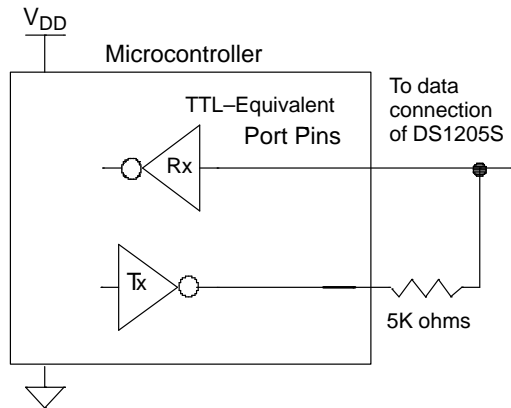 VDD
Microcontroller
TTL–Equivalent
Port Pins
To data
connection
of DS1205S
Rx
Tx
5K ohms